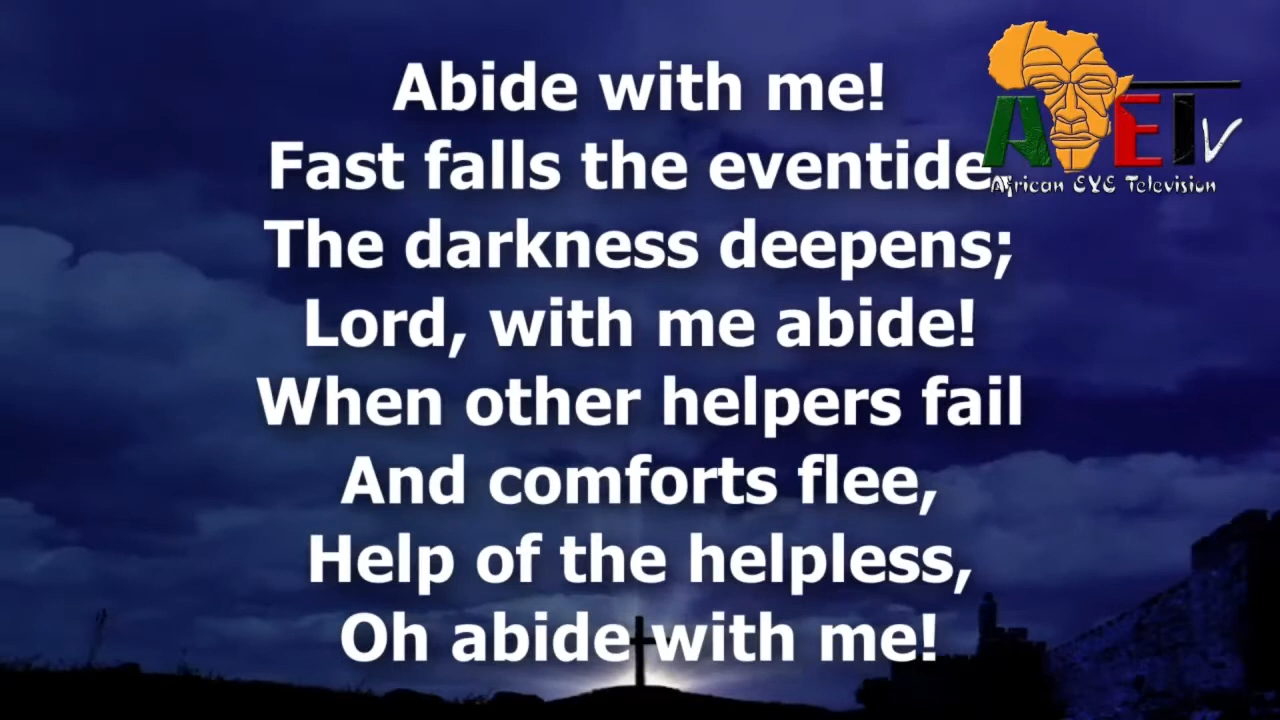 Abide with me!
Fast falls the eventide,
The darkness deepens;
Lord, with me abide!
When other helpers fail
And comforts flee,
Help of the helpless,
Oh abide with me!
AETV
African EYE Television